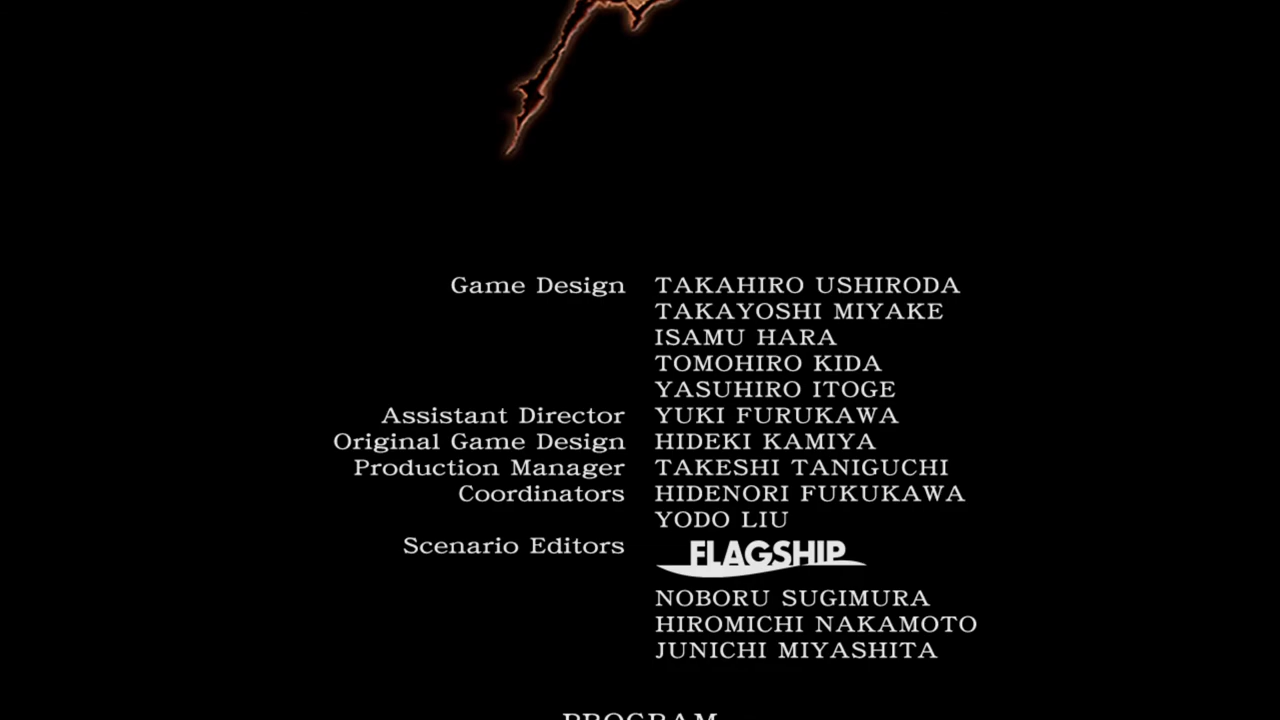 Game Design TAKAHIRO USHIRODA
TAKAYOSHI MIYAKE
ISAMU HARA
TOMOHIRO KIDA
YASUHIRO ITOGE
Assistant Director YUKI FURUKAWA
Original Game Design HIDEKI KAMIYA
Production Manager TAKESHI TANIGUCHI
Coordinators HIDENORI FUKUKAWA
YODO LIU
Scenario Editors FLAGSHIP
NOBORU SUGIMURA
HIROMICHI NAKAMOTO
JUNICHI MIYASHITA
PROGRAM